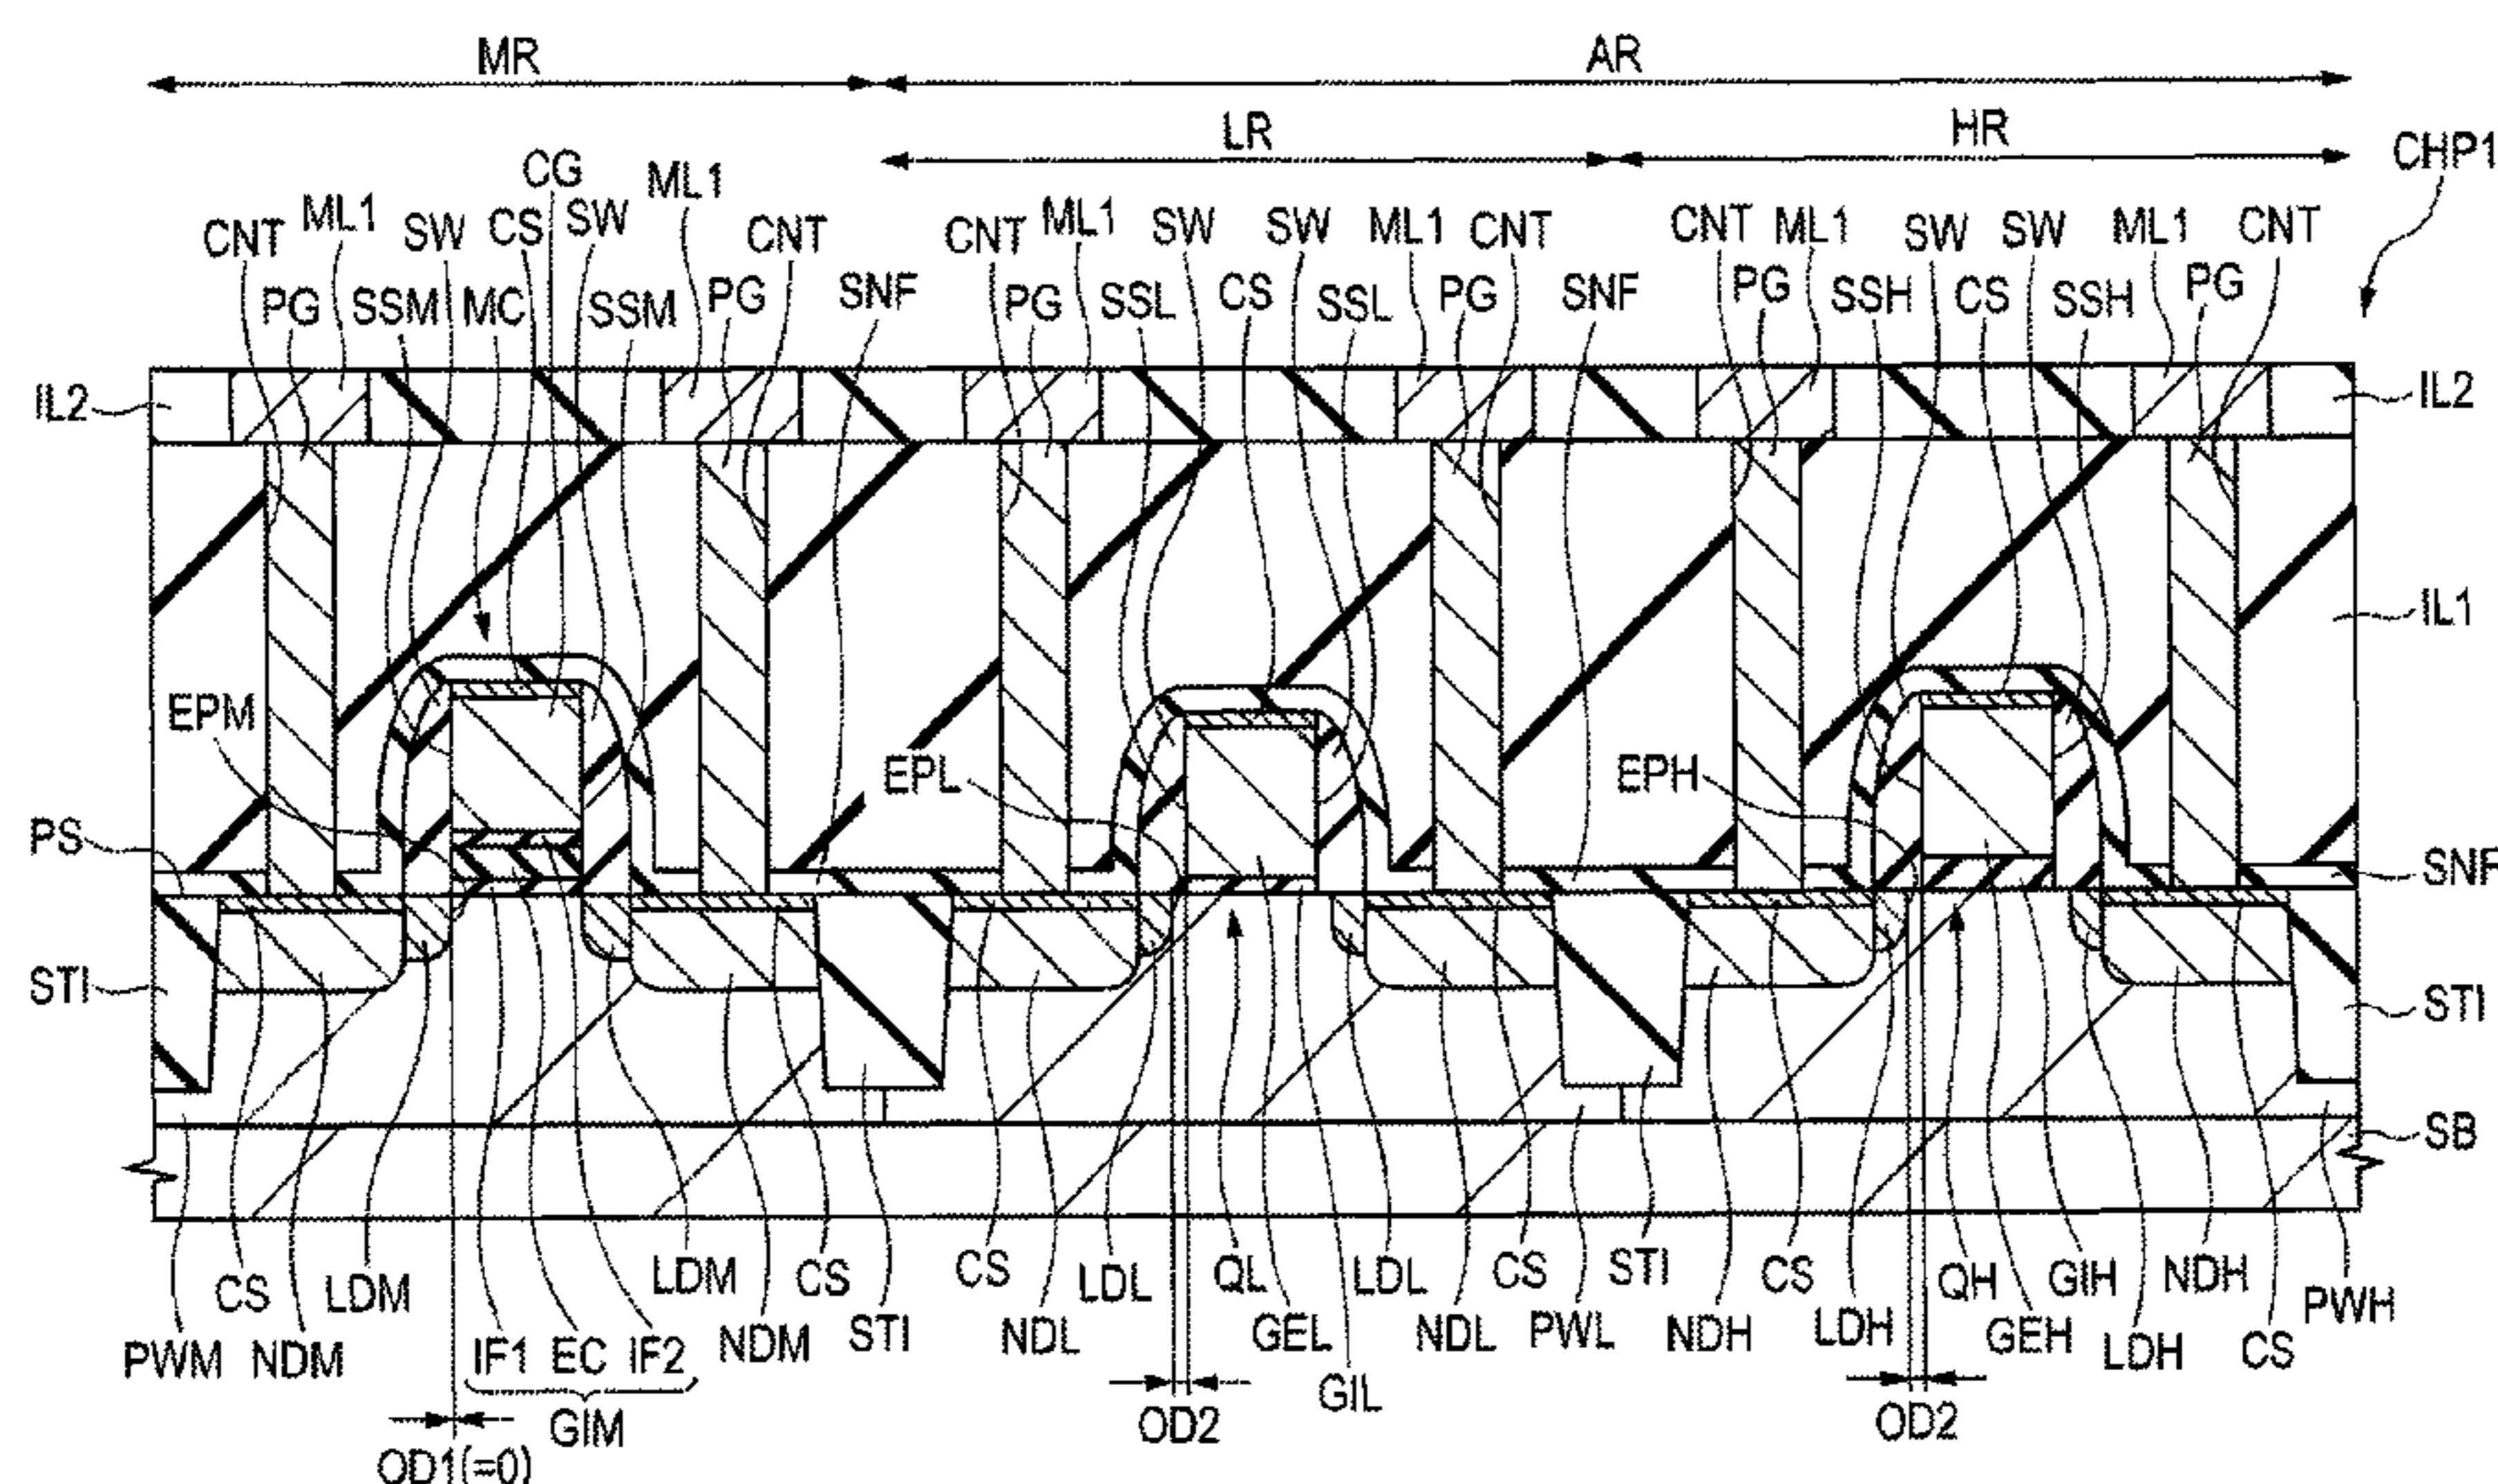 MR AR
LR HR
CHP1
CG ML1
CNT ML1 SW CS SW CNT CNT ML1 SW SW ML1 CNT CNT ML1 SW SW ML1 CNT
PG SSM MC SSM PG SNF PG SSL CS SSL PG SNF PG SSH CS SSH PG
IL2 IL2
IL1
EPM EPL EPH
PS SNF
STI STI
SB
CS LDM LDM CS CS LDL QL LDL CS STI CS QH GIH NDH PWH
PWM NDM IF1 EC IF2 NDM STI NDL GEL NDL PWL NDH LDH GEH LDH CS
GIM OD2 GIL OD2
OD1(=0)